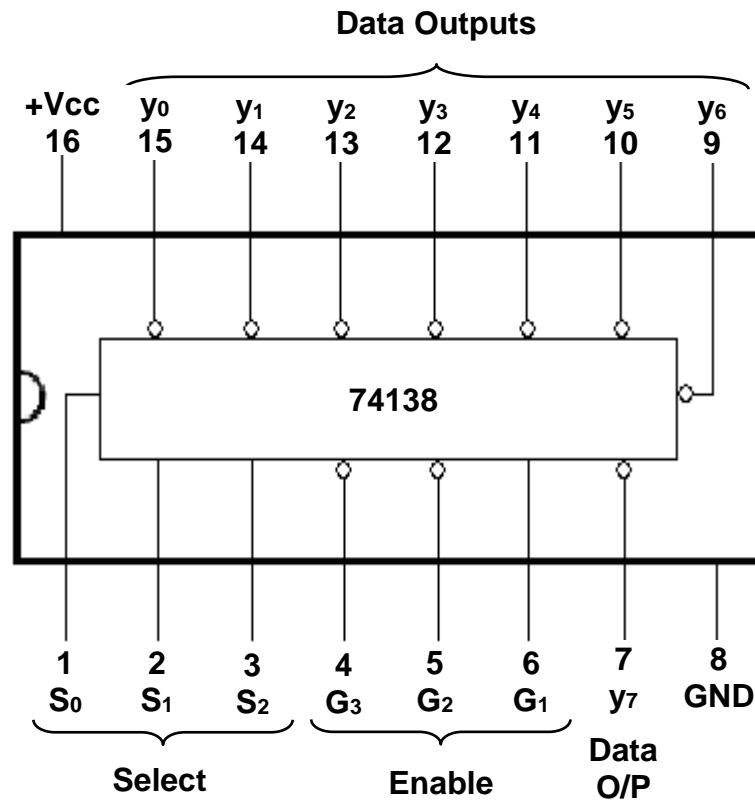 Data Outputs
+Vcc y0 y1 y2 y3 y4 y5 y6
16 15 14 13 12 11 10 9
74138
1 2 3 4 5 6 7 8
S0 S1 S2 G3 G2 G1 y7 GND
Select Enable Data
O/P